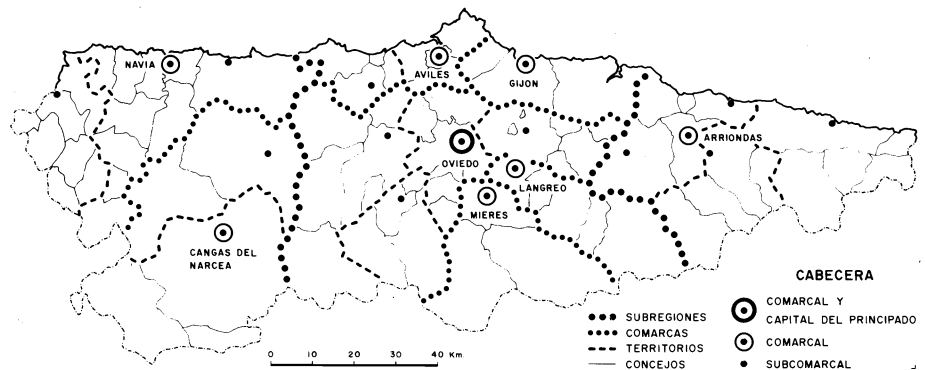 NAVIA
AVILES
GIJON
ARRIONDAS
OVIEDO
LANGREO
MIERES
CANGAS DEL
NARCEA
CABECERA
COMARCAL Y
CAPITAL DEL PRINCIPADO
COMARCAL
SUBCOMARCAL
SUBREGIONES
COMARCAS
TERRITORIOS
CONCEJOS
0 10 20 30 40 Km.